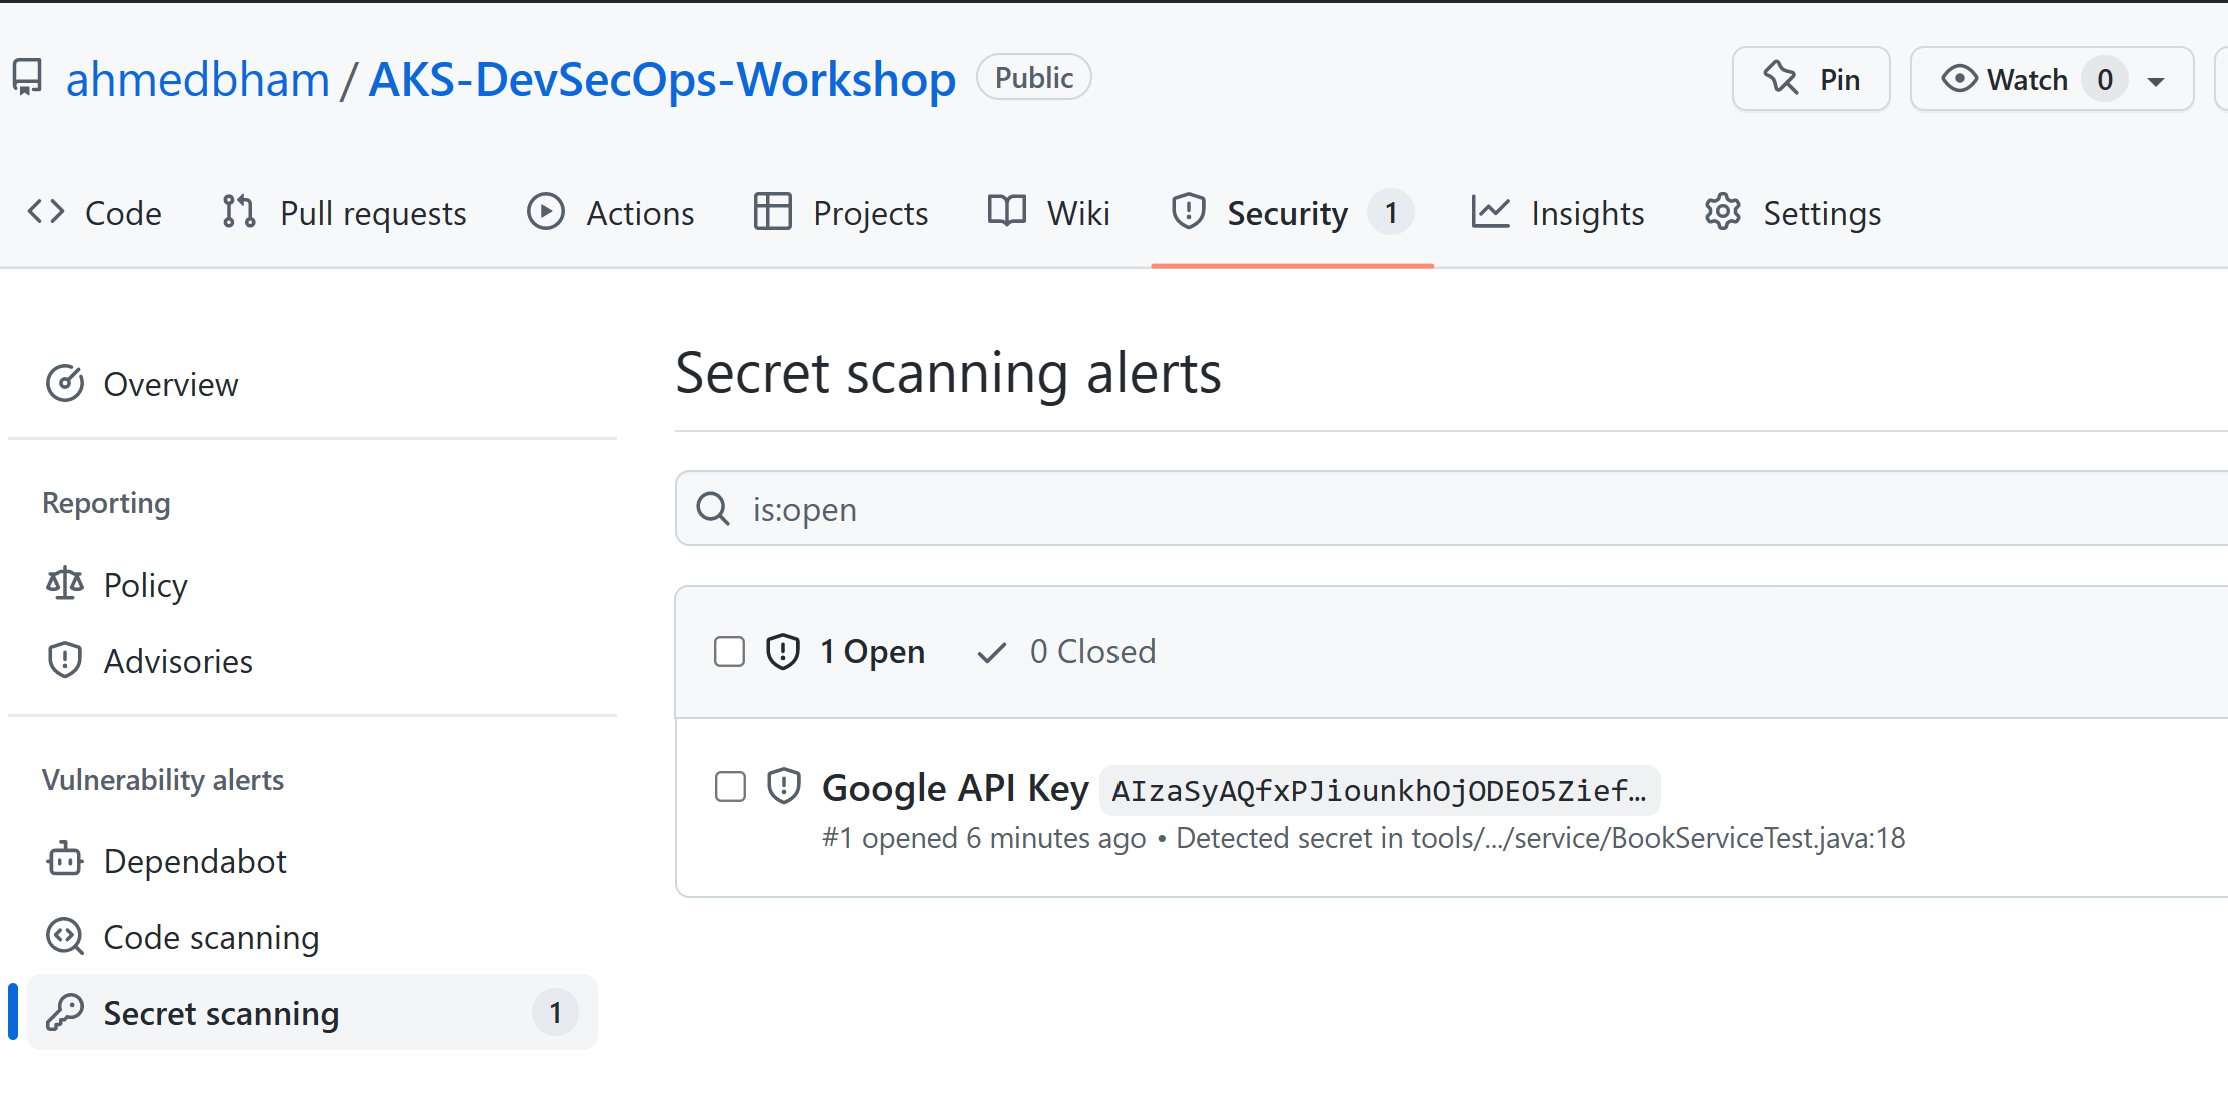 ahmedbham / AKS-DevSecOps-Workshop Public Pin Watch 0
Code Pull requests Actions Projects Wiki Security 1 Insights Settings
Overview
Reporting
Policy
Advisories
Vulnerability alerts
Dependabot
Code scanning
Secret scanning 1
Secret scanning alerts
is:open
1 Open 0 Closed
Google API Key AIzaSyAQfxPJiounkhOjODEO5Zief…
#1 opened 6 minutes ago • Detected secret in tools/.../service/BookServiceTest.java:18